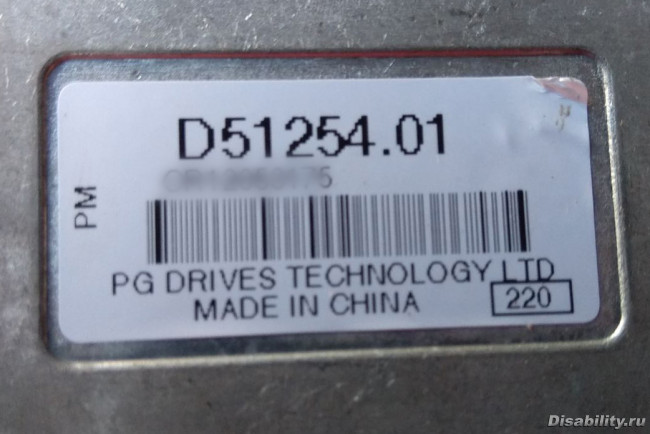 D51254.01
PM
PG DRIVES TECHNOLOGY LTD
MADE IN CHINA
220
Disability.ru